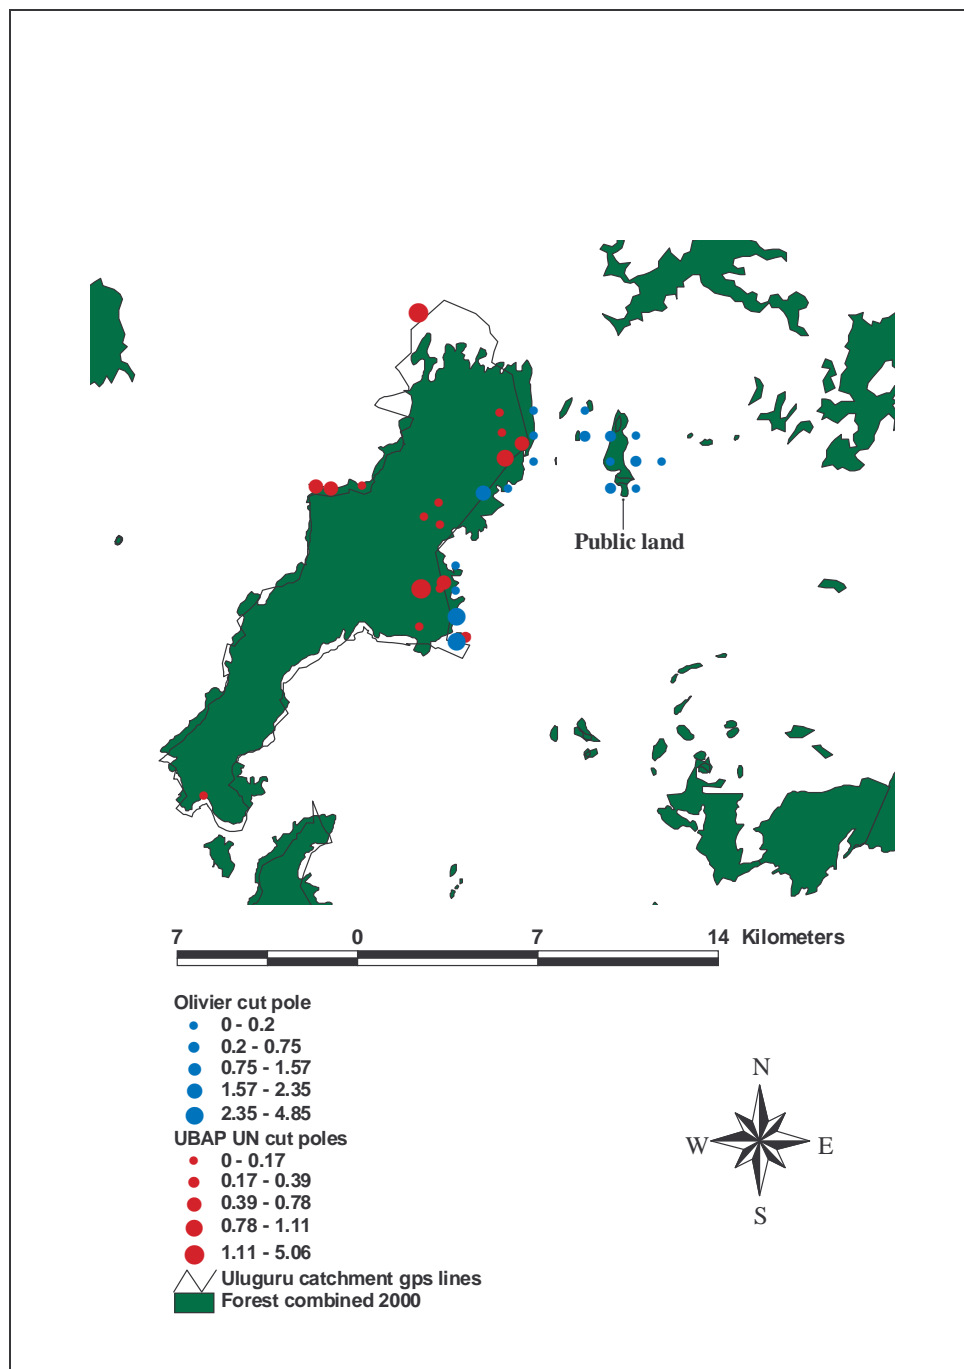 Public land
7 0 7 14 Kilometers
Olivier cut pole
0 - 0.2
0.2 - 0.75
0.75 - 1.57
1.57 - 2.35
2.35 - 4.85
UBAP UN cut poles
0 - 0.17
0.17 - 0.39
0.39 - 0.78
0.78 - 1.11
1.11 - 5.06
Uluguru catchment gps lines
Forest combined 2000
N
W E
S